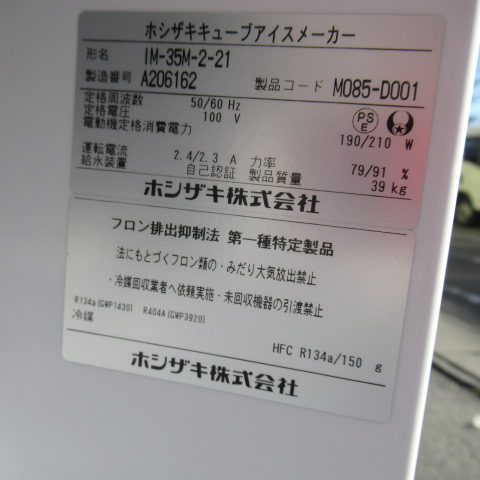 ホシザキキューブアイスメーカー
形名 IM-35M-2-21
製造番号 A206162 製品コード M085-D001
定格周波数 50/60 Hz
定格電圧 100 V
電動機定格消費電力 190/210 W
PSE
運転電流 2.4/2.3 A 力率 79/91 %
給水装置 自己認証 製品質量 39 kg
ホシザキ株式会社
フロン排出抑制法 第一種特定製品
法にもとづくフロン類の・みだり大気放出禁止
・冷媒回収業者へ依頼実施・未回収機器の引渡禁止
R134a(GWP1430) R404A(GWP3920)
冷媒 HFC R134a/150 g
ホシザキ株式会社